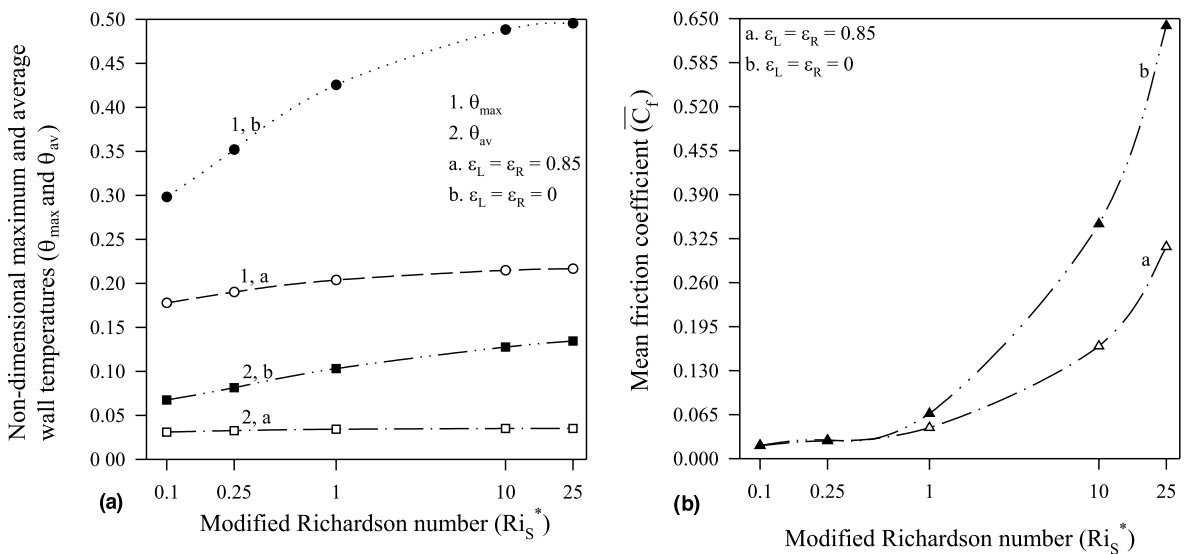 Non-dimensional maximum and average
wall temperatures (θmax and θav)
0.50
0.45
0.40
0.35
0.30
0.25
0.20
0.15
0.10
0.05
0 00
1, b
1, a
2, b
2, a
1. θmax
2. θav
a. εL = εR = 0.85
b. εL = εR = 0
0.1 0.25 1 10 25
(a)
Modified Richardson number (RiS*)
Mean friction coefficient (C̅f)
0.650
0.585
0.520
0.455
0.390
0.325
0.260
0.195
0.130
0.065
0.000
a. εL = εR = 0.85
b. εL = εR = 0
b
a
0.1 0.25 1 10 25
(b)
Modified Richardson number (RiS*)